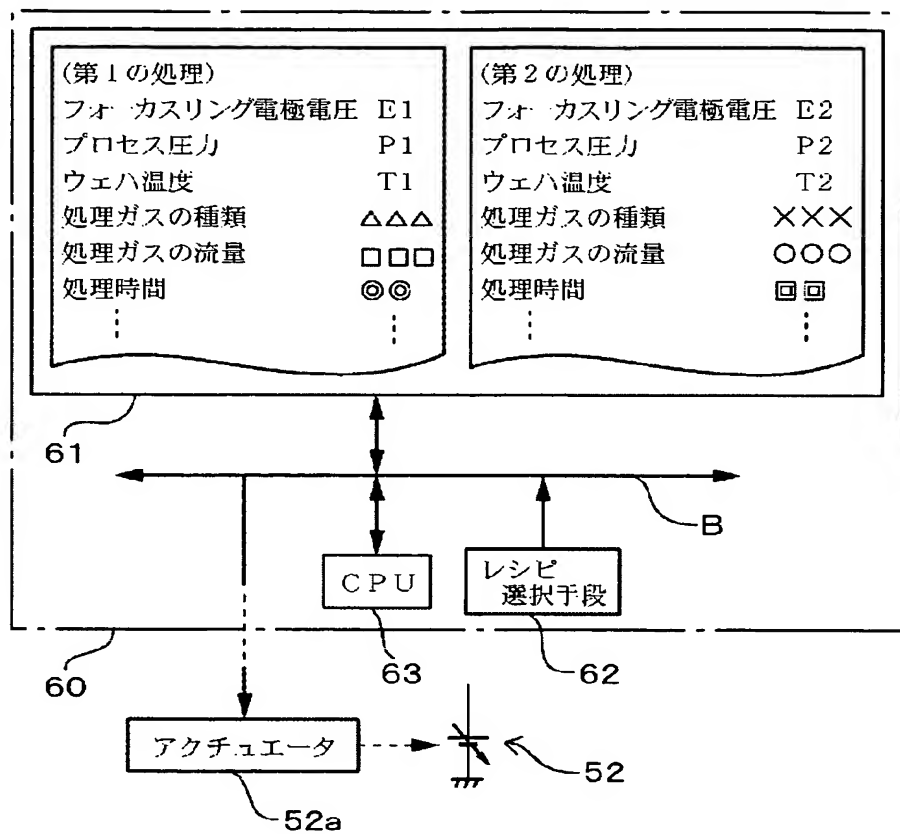 (第1の処理)
フォーカスリング電極電圧 E1
プロセス圧力 P1
ウェハ温度 T1
処理ガスの種類 △△△
処理ガスの流量 □□□
処理時間 ◎◎
(第2の処理)
フォーカスリング電極電圧 E2
プロセス圧力 P2
ウェハ温度 T2
処理ガスの種類 ×××
処理ガスの流量 ○○○
処理時間 回回
61
B
CPU
レシピ
選択手段
63
62
60
アクチュエータ
52
52a